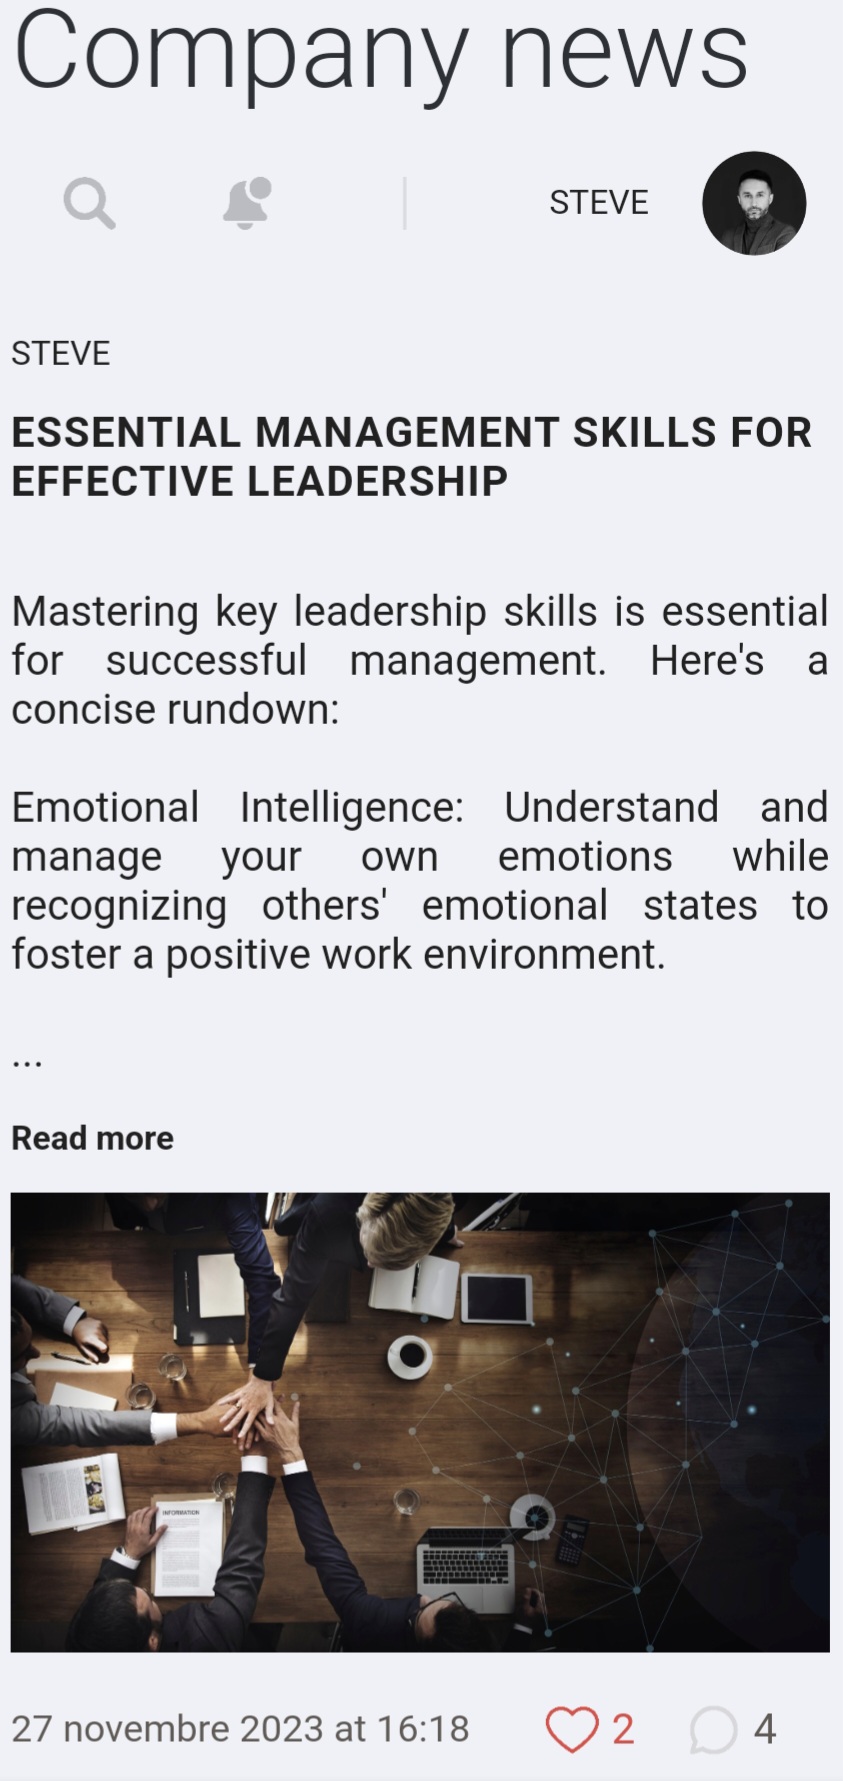 Company news
STEVE
STEVE
ESSENTIAL MANAGEMENT SKILLS FOR
EFFECTIVE LEADERSHIP
Mastering key leadership skills is essential
for successful management. Here's a
concise rundown:
Emotional Intelligence: Understand and
manage your own emotions while
recognizing others' emotional states to
foster a positive work environment.
...
Read more
INFORMATION
27 novembre 2023 at 16:18
2
4